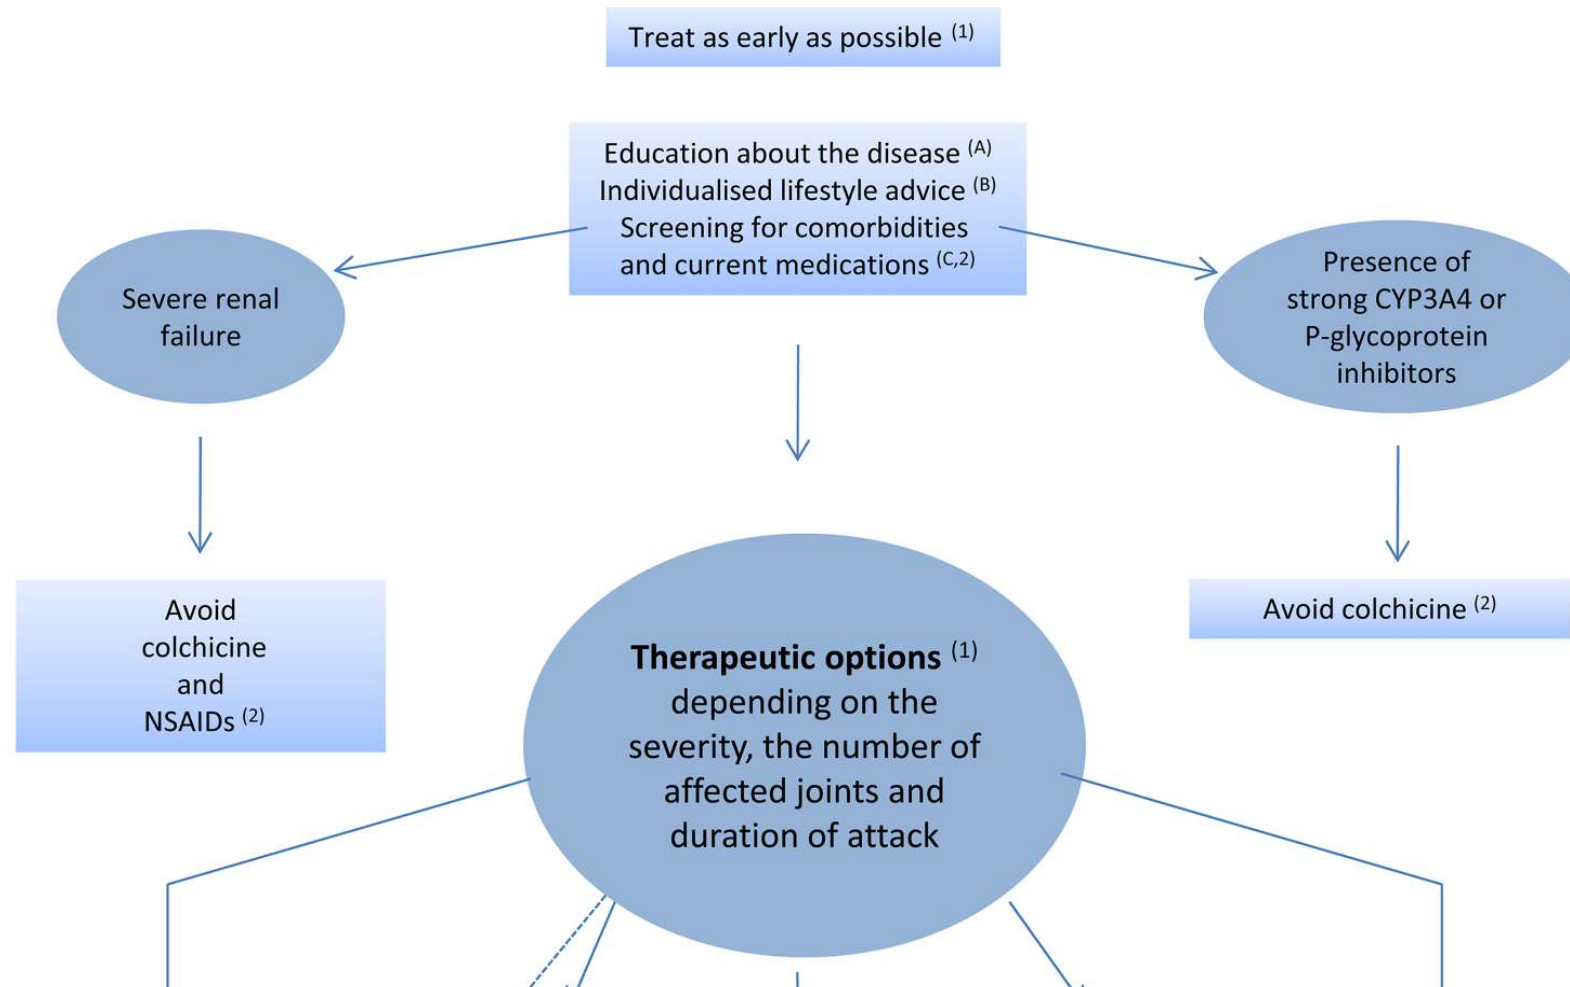 Treat as early as possible (1)
Education about the disease (A)
Individualised lifestyle advice (B)
Screening for comorbidities
and current medications (C,2)
Severe renal
failure
Presence of
strong CYP3A4 or
P-glycoprotein
inhibitors
Avoid
colchicine
and
NSAIDs (2)
Avoid colchicine (2)
Therapeutic options (1)
depending on the
severity, the number of
affected joints and
duration of attack